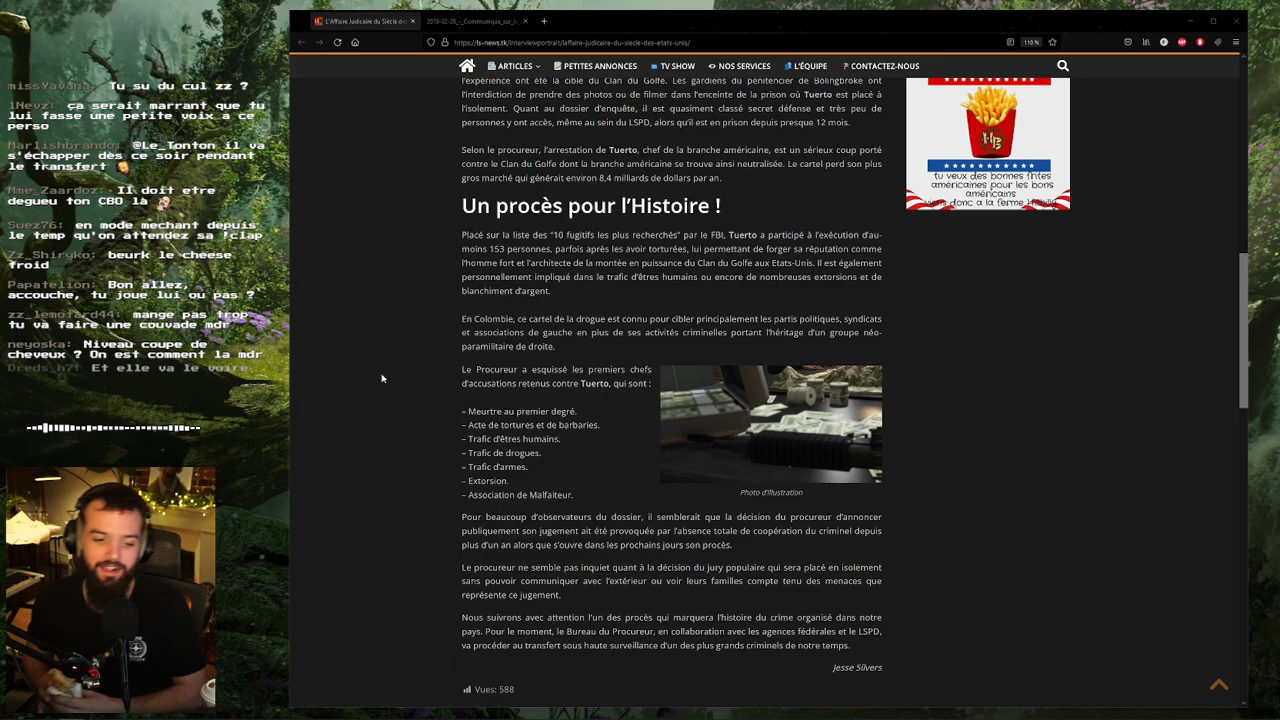 missYavana: Tu su du cul zz ?
lNevz: ça serait marrant que tu
lui fasse une petite voix a ce
perso
Marlishbrando: @Le_Tonton il va
s'échapper dès ce soir pendant
le transfert
Mme_Zaardoz: Il doit etre
degueu ton CBO là
Suez76: en mode mechant depuis
le temp qu'on attendez sa !clap
Zz_Shiryko: beurk le cheese
froid
Papatelion: Bon allez,
accouche, tu joue lui ou pas ?
zz_lemotard44: mange pas trop
tu va faire une couvade mdr
neyoska: Niveau coupe de
cheveux ? On est comment la mdr
Dreds_h7: Et elle va le voire
L'Affaire Judicaire du Siècle des
2019-02-28_-_Communique_sur_le
https://ls-news.tk/interviewportrait/laffaire-judicaire-du-siecle-des-etats-unis/
110 %
ARTICLES
PETITES ANNONCES
TV SHOW
NOS SERVICES
L'ÉQUIPE
CONTACTEZ-NOUS
l'expérience ont été la cible du Clan du Golfe. Les gardiens du pénitencier de Bolingbroke ont
l'interdiction de prendre des photos ou de filmer dans l'enceinte de la prison où Tuerto est placé à
l'isolement. Quant au dossier d'enquête, il est quasiment classé secret défense et très peu de
personnes y ont accès, même au sein du LSPD, alors qu'il est en prison depuis presque 12 mois.
Selon le procureur, l'arrestation de Tuerto, chef de la branche américaine, est un sérieux coup porté
contre le Clan du Golfe dont la branche américaine se trouve ainsi neutralisée. Le cartel perd son plus
gros marché qui générait environ 8,4 milliards de dollars par an.
Un procès pour l'Histoire !
Placé sur la liste des "10 fugitifs les plus recherchés" par le FBI, Tuerto a participé à l'exécution d'au-
moins 153 personnes, parfois après les avoir torturées, lui permettant de forger sa réputation comme
l'homme fort et l'architecte de la montée en puissance du Clan du Golfe aux Etats-Unis. Il est également
personnellement impliqué dans le trafic d'êtres humains ou encore de nombreuses extorsions et de
blanchiment d'argent.
En Colombie, ce cartel de la drogue est connu pour cibler principalement les partis politiques, syndicats
et associations de gauche en plus de ses activités criminelles portant l'héritage d'un groupe néo-
paramilitaire de droite.
Le Procureur a esquissé les premiers chefs
d'accusations retenus contre Tuerto, qui sont :
– Meurtre au premier degré.
– Acte de tortures et de barbaries.
– Trafic d'êtres humains.
– Trafic de drogues.
– Trafic d'armes.
– Extorsion.
– Association de Malfaiteur.
Photo d'illustration
Pour beaucoup d'observateurs du dossier, il semblerait que la décision du procureur d'annoncer
publiquement son jugement ait été provoquée par l'absence totale de coopération du criminel depuis
plus d'un an alors que s'ouvre dans les prochains jours son procès.
Le procureur ne semble pas inquiet quant à la décision du jury populaire qui sera placé en isolement
sans pouvoir communiquer avec l'extérieur ou voir leurs familles compte tenu des menaces que
représente ce jugement.
Nous suivrons avec attention l'un des procès qui marquera l'histoire du crime organisé dans notre
pays. Pour le moment, le Bureau du Procureur, en collaboration avec les agences fédérales et le LSPD,
va procéder au transfert sous haute surveillance d'un des plus grands criminels de notre temps.
Jesse Silvers
Vues: 588
HB
tu veux des bonnes frites
américaines pour les bons
américains
viens donc a la ferme